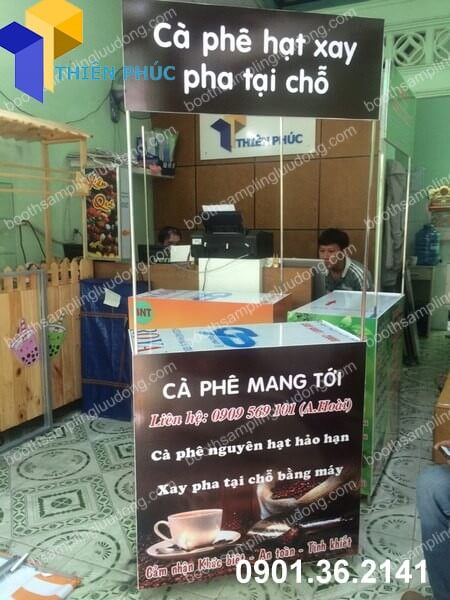 THIÊN PHÚC
Cà phê hạt xay
pha tại chỗ
THIÊN PHÚC
CÀ PHÊ MANG TỚI
Liên hệ: 0909 569 101 (A.Hoài)
Cà phê nguyên hạt hảo hạn
Xay pha tại chỗ bằng máy
Cảm nhận Khác biệt - An toàn - Tinh khiết
0901.36.2141
boothsamplingluudong.com